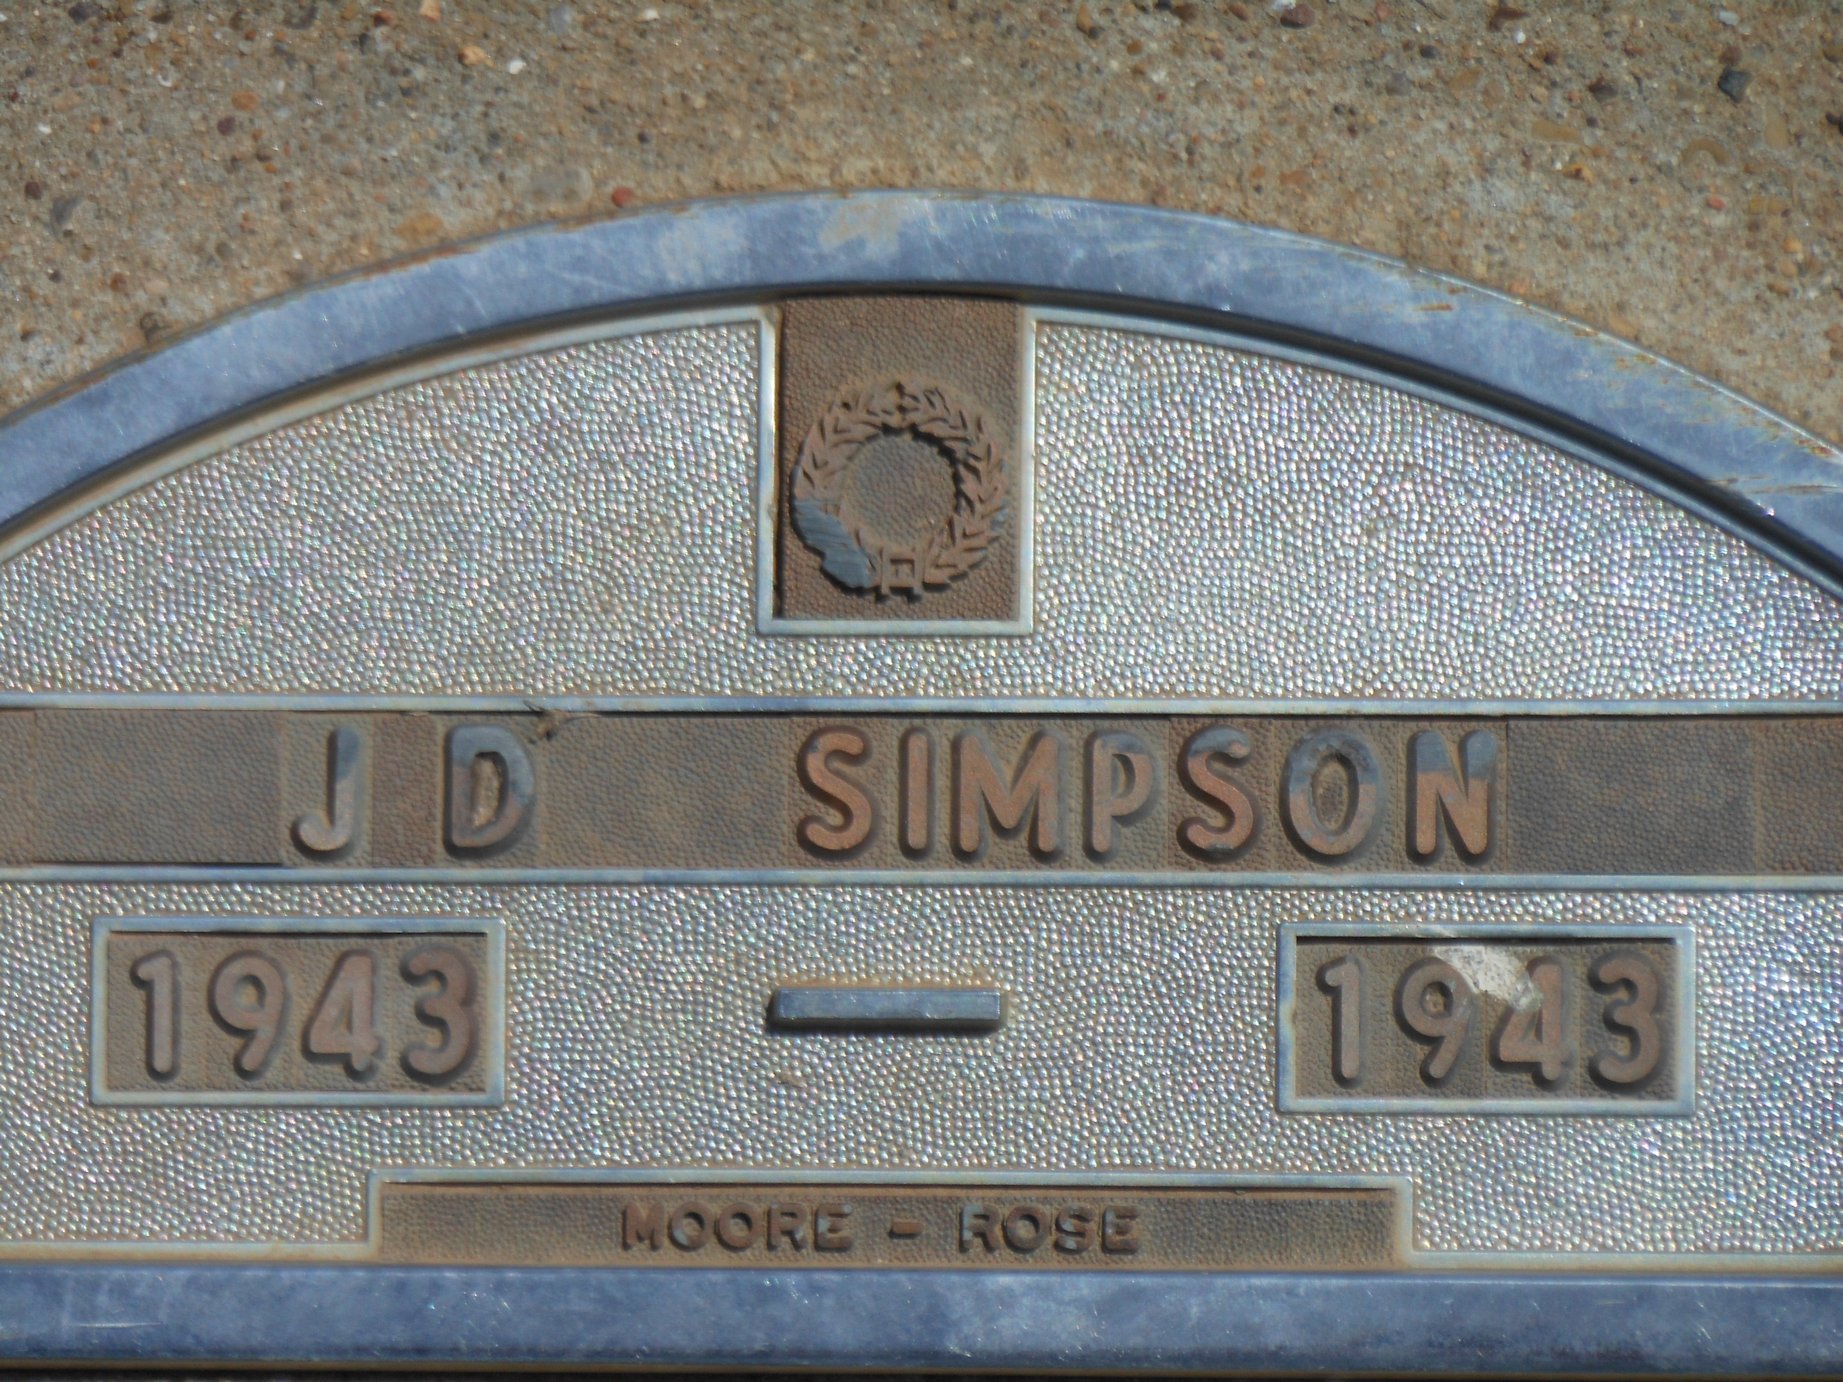 J D SIMPSON
1943 — 1943
MOORE - ROSE